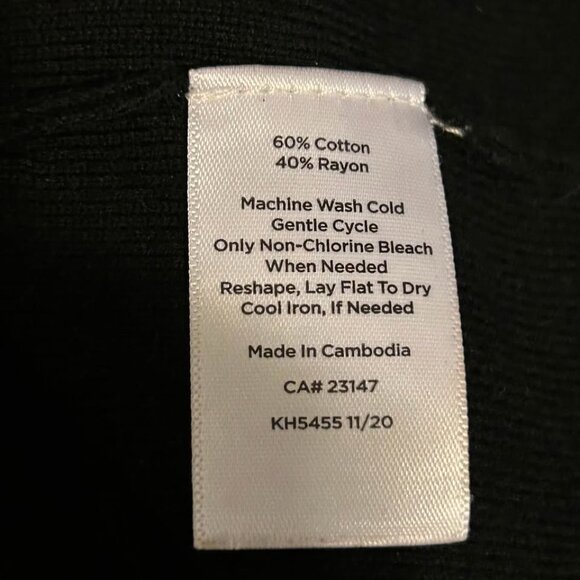 60% Cotton
40% Rayon
Machine Wash Cold
Gentle Cycle
Only Non-Chlorine Bleach
When Needed
Reshape, Lay Flat To Dry
Cool Iron, If Needed
Made In Cambodia
CA# 23147
KH5455 11/20